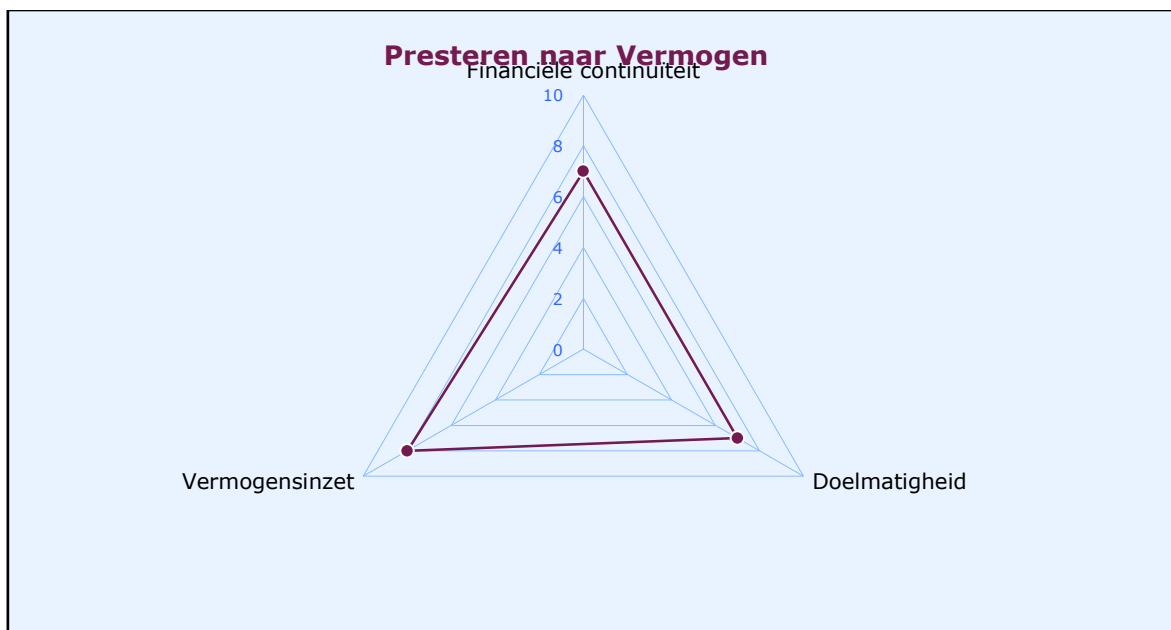 Presteren naar Vermogen
Financiële continuïteit
10
8
6
4
2
0
Vermogensinzet
Doelmatigheid